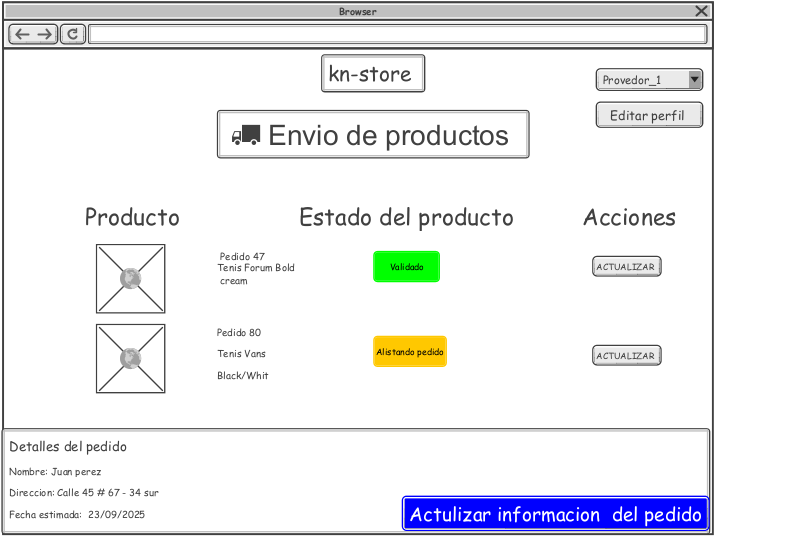 Browser
kn-store
Provedor_1
Editar perfil
Envio de productos
Producto
Estado del producto
Acciones
Pedido 47
Tenis Forum Bold
cream
Validado
ACTUALIZAR
Pedido 80
Tenis Vans
Black/Whit
Alistando pedido
ACTUALIZAR
Detalles del pedido
Nombre: Juan perez
Direccion: Calle 45 # 67 - 34 sur
Fecha estimada: 23/09/2025
Actulizar informacion del pedido